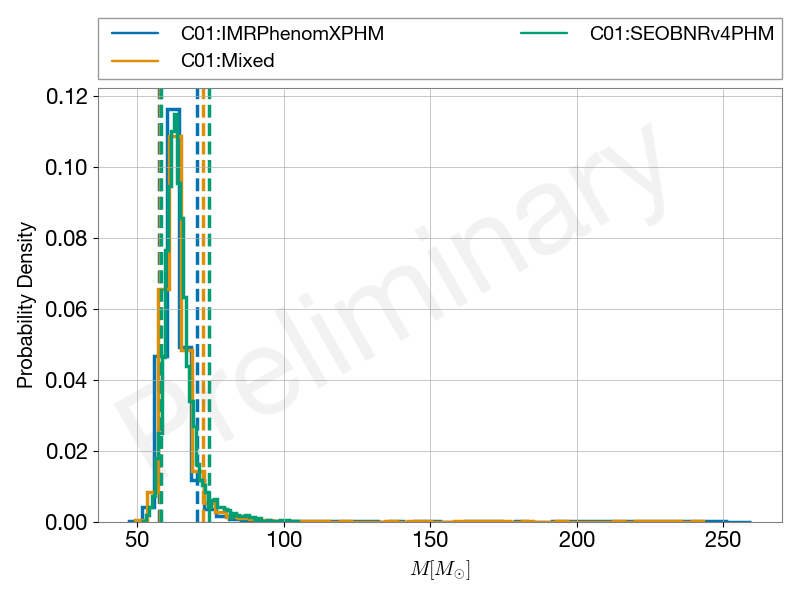 C01:IMRPhenomXPHM
C01:Mixed
C01:SEOBNRv4PHM
0.12
0.10
0.08
0.06
0.04
0.02
0.00
Probability Density
Preliminary
50 100 150 200 250
M[M⊙]